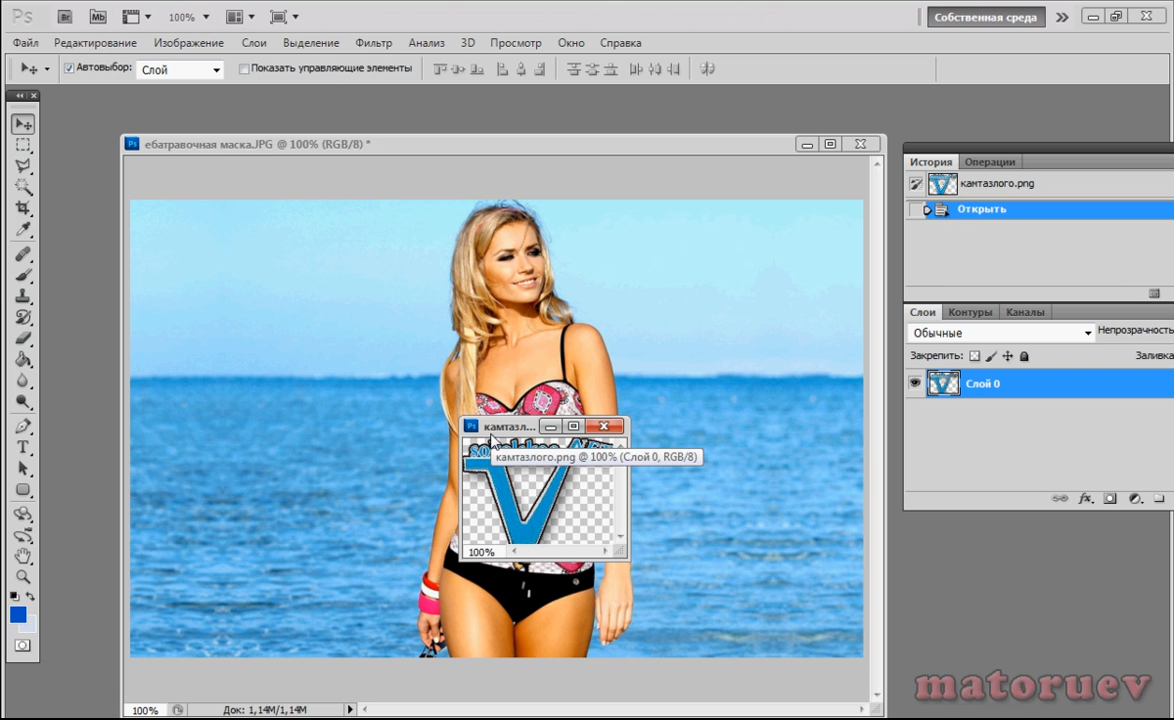 Ps Br Mb 100% Собственная среда
Файл Редактирование Изображение Слои Выделение Фильтр Анализ 3D Просмотр Окно Справка
Автовыбор: Слой Показать управляющие элементы
ебатравочная маска.JPG @ 100% (RGB/8) *
История Операции
камтазлого.png
Открыть
Слои Контуры Каналы
Обычные Непрозрачность
Закрепить: Заливка
Слой 0
fx.
Ps камтазл...
камтазлого.png @ 100% (Слой 0, RGB/8)
V
100%
T
100% Док: 1,14M/1,14M
matoruev